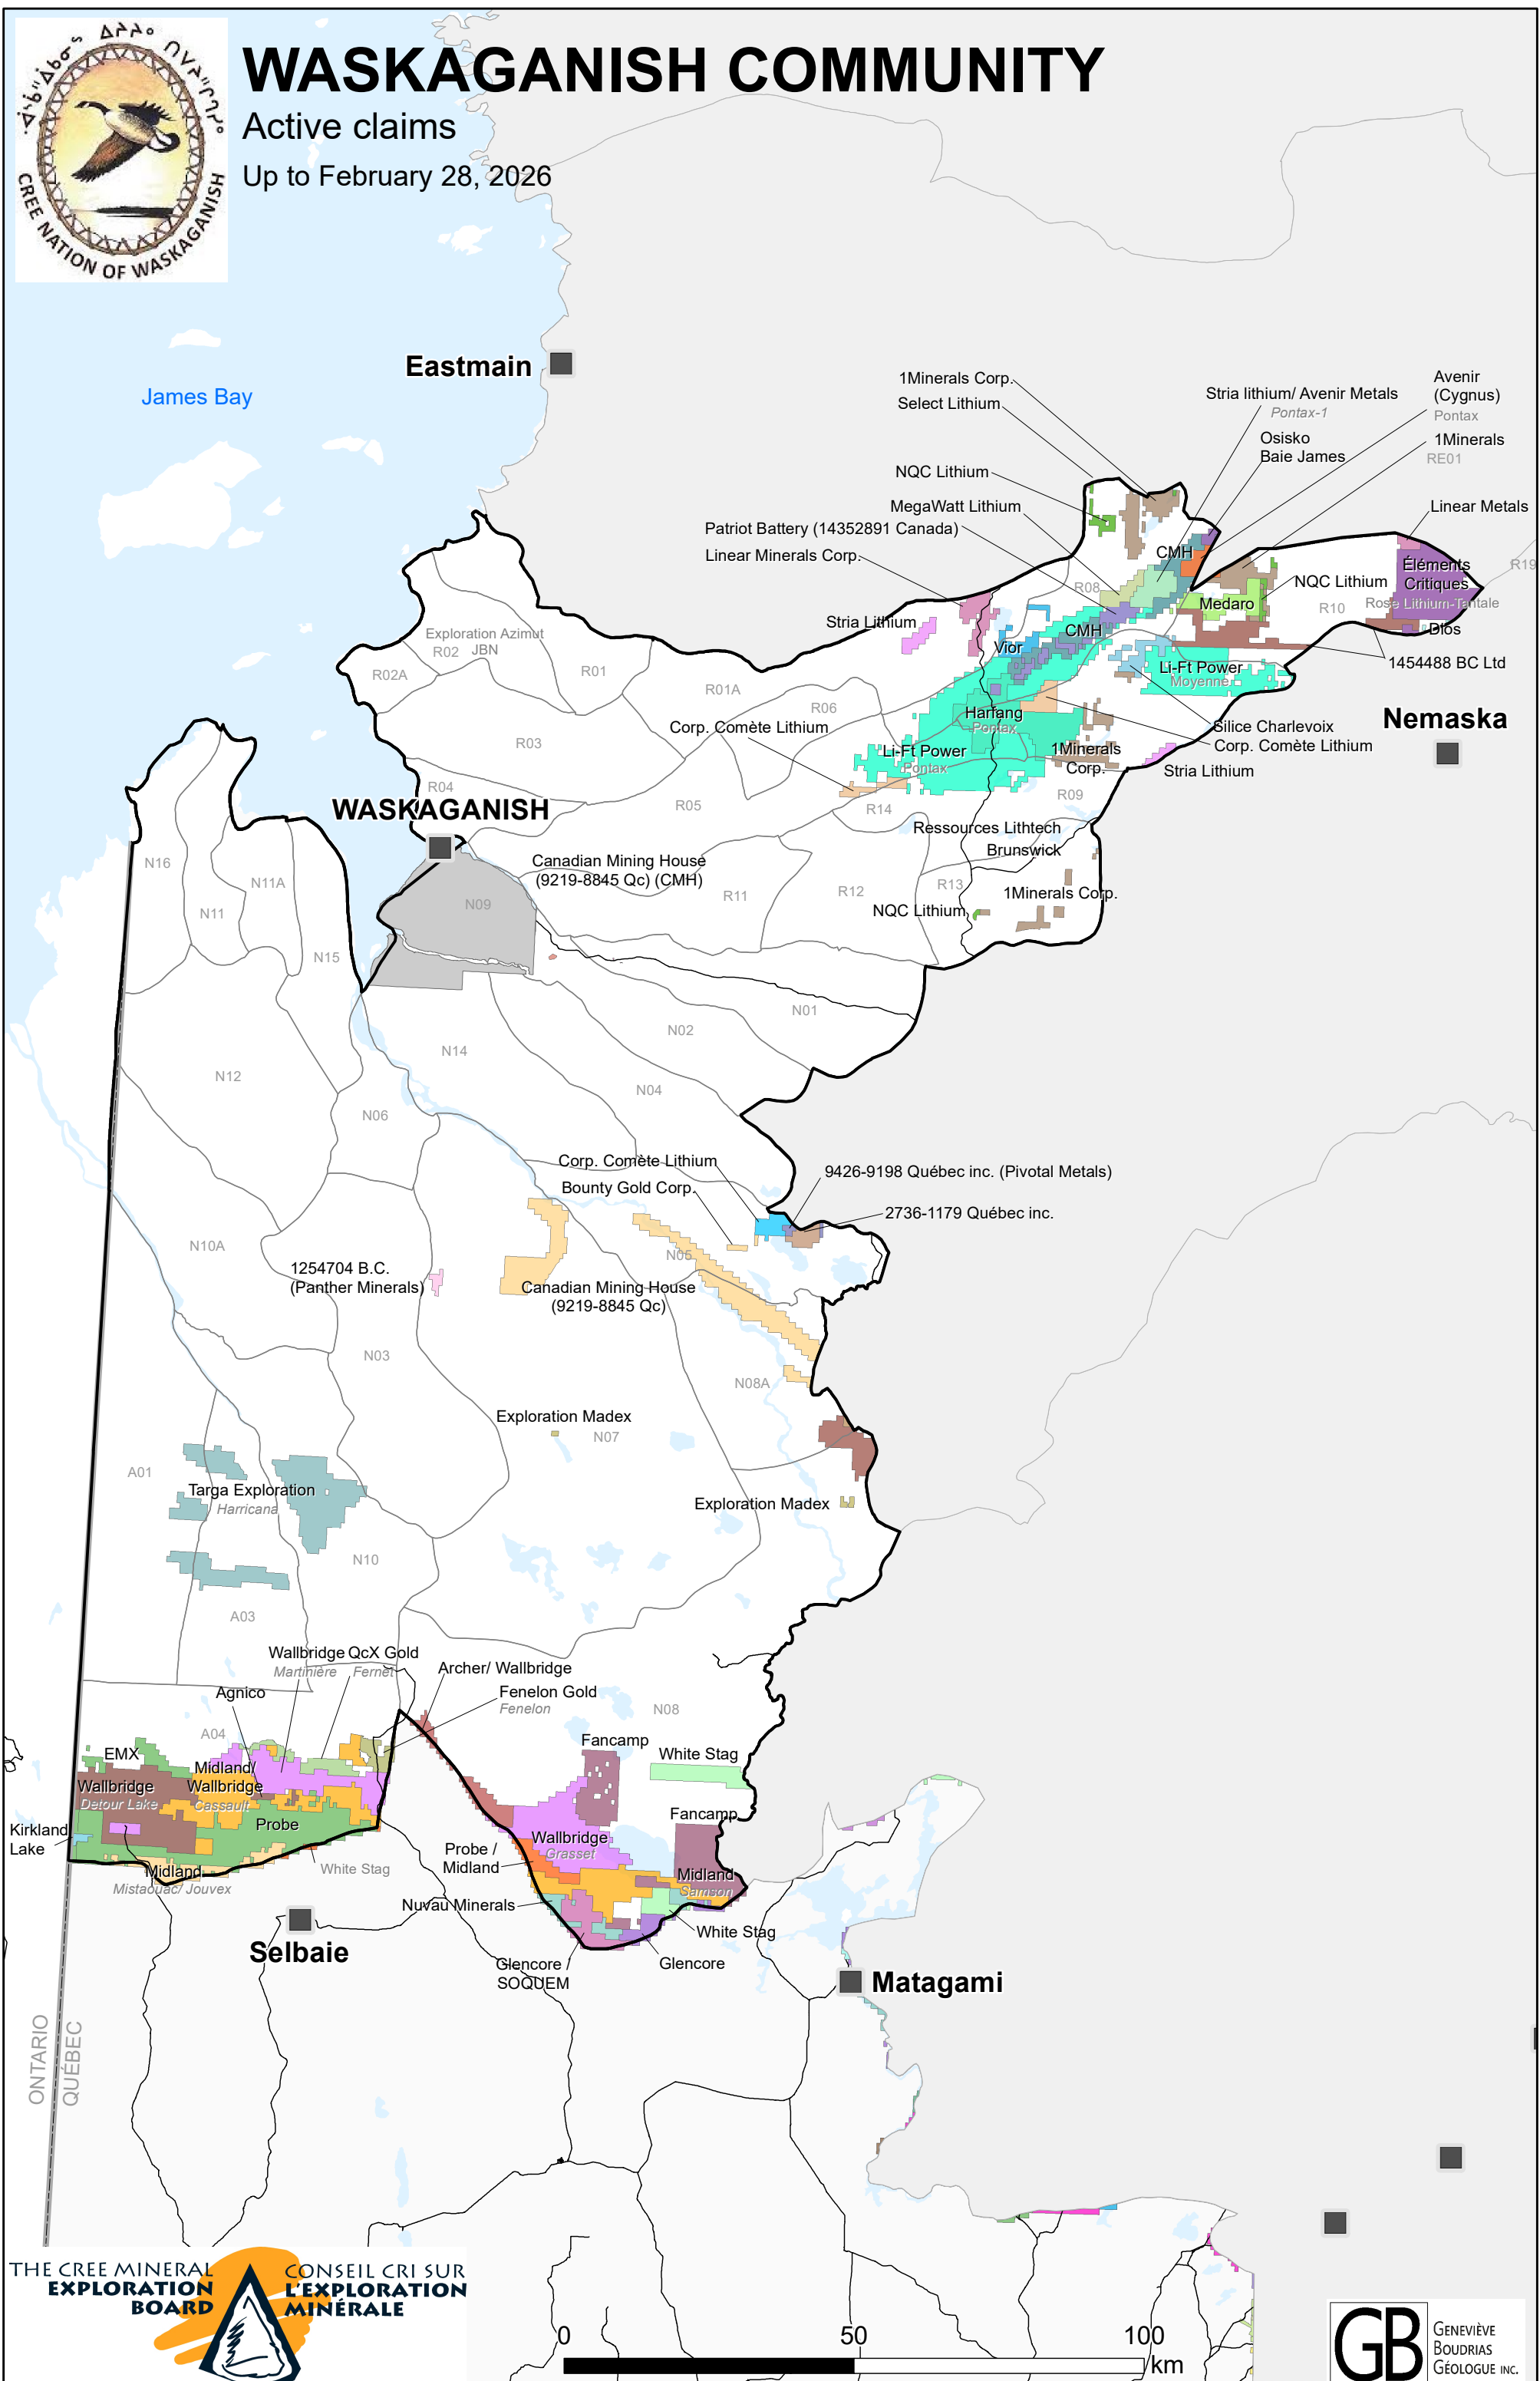 WASKAGANISH COMMUNITY
Active claims
Up to February 28, 2026
CREE NATION OF WASKAGANISH
James Bay
Eastmain
1Minerals Corp.
Select Lithium
NQC Lithium
MegaWatt Lithium
Patriot Battery (14352891 Canada)
Linear Minerals Corp.
Stria Lithium
Stria lithium/ Avenir Metals
Pontax-1
Osisko
Baie James
Avenir
(Cygnus)
Pontax
1Minerals
RE01
Linear Metals
CMH
R08
NQC Lithium
Éléments
Critiques
Rose Lithium-Tantale
R19
Medaro
R10
Dios
1454488 BC Ltd
CMH
Vior
Li-Ft Power
Moyenne
Exploration Azimut
R02
JBN
R02A
R01
R01A
R06
Corp. Comète Lithium
Harfang
Pontax
Silice Charlevoix
Corp. Comète Lithium
Nemaska
R03
Li-Ft Power
Pontax
1Minerals
Corp.
Stria Lithium
R04
WASKAGANISH
R05
R14
R09
Ressources Lithtech
Brunswick
Canadian Mining House
(9219-8845 Qc) (CMH)
N16
N11A
N11
N09
R11
R12
R13
1Minerals Corp.
NQC Lithium
N15
N01
N02
N14
N12
N04
N06
Corp. Comète Lithium
9426-9198 Québec inc. (Pivotal Metals)
Bounty Gold Corp.
2736-1179 Québec inc.
N10A
N05
1254704 B.C.
(Panther Minerals)
Canadian Mining House
(9219-8845 Qc)
N03
N08A
Exploration Madex
N07
A01
Targa Exploration
Harricana
Exploration Madex
N10
A03
Wallbridge
QcX Gold
Martinière
Fernet
Archer/ Wallbridge
Agnico
Fenelon Gold
Fenelon
N08
A04
EMX
Fancamp
White Stag
Midland/
Wallbridge
Cassault
Wallbridge
Detour Lake
Fancamp
Kirkland
Lake
Probe
Wallbridge
Grasset
Probe /
Midland
Midland
Mistaouac/ Jouvex
White Stag
Midland
Samson
Nuvau Minerals
White Stag
Selbaie
Glencore /
SOQUEM
Glencore
Matagami
ONTARIO
QUÉBEC
THE CREE MINERAL
EXPLORATION
BOARD
CONSEIL CRI SUR
L'EXPLORATION
MINÉRALE
0
50
100
km
GB
GENEVIÈVE
BOUDRIAS
GÉOLOGUE INC.